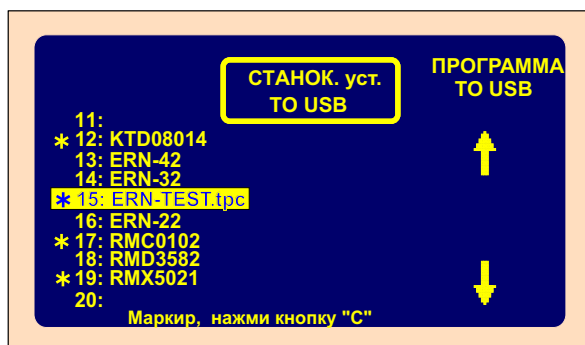 СТАНОК. уст.
TO USB
ПРОГРАММА
TO USB
11:
* 12: KTD08014
13: ERN-42
14: ERN-32
* 15: ERN-TEST.tpc
16: ERN-22
* 17: RMC0102
18: RMD3582
* 19: RMX5021
20:
Маркир, нажми кнопку "С"